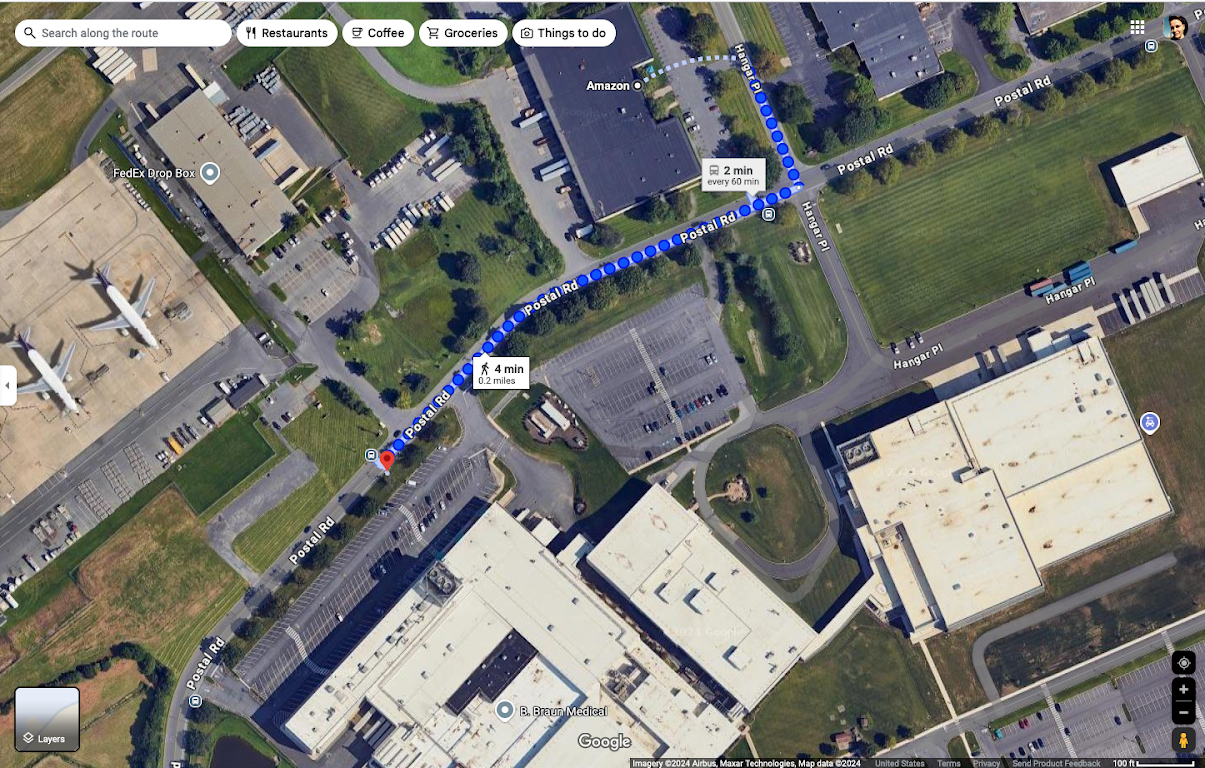 Search along the route
Restaurants
Coffee
Groceries
Things to do
Hangar Pl
Amazon
Postal Rd
Postal Rd
FedEx Drop Box
2 min
every 60 min
Hangar Pl
Postal Rd
Hangar Pl
Postal Rd
Hangar Pl
4 min
0.2 miles
Postal Rd
Postal Rd
Postal Rd
B. Braun Medical
Layers
Google
Imagery ©2024 Airbus, Maxar Technologies, Map data ©2024
United States
Terms
Privacy
Send Product Feedback
100 ft